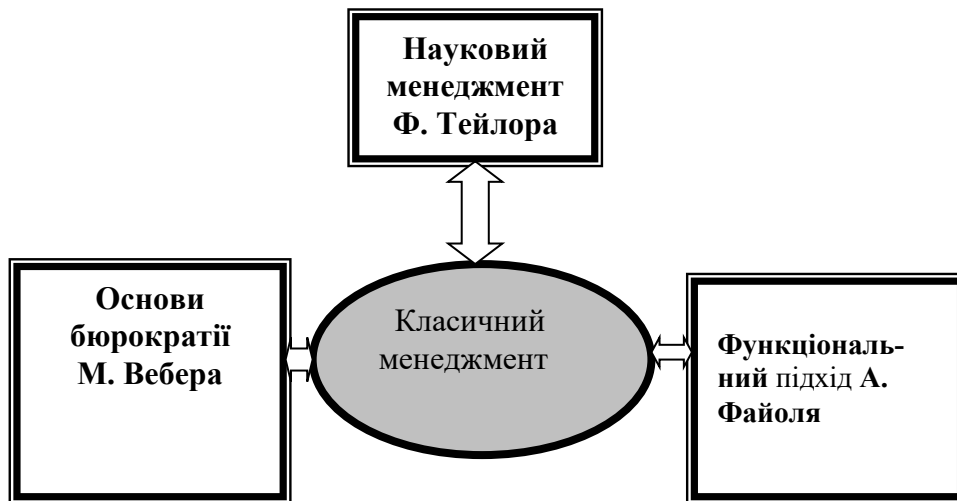 Науковий
менеджмент
Ф. Тейлора
Основи
бюрократії
М. Вебера
Класичний
менеджмент
Функціональ-
ний підхід А.
Файоля